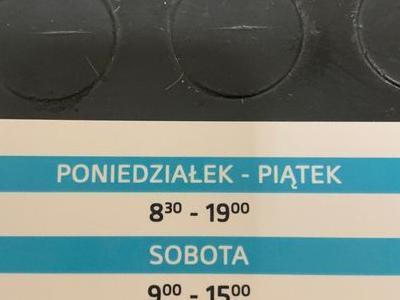 PONIEDZIAŁEK - PIĄTEK
8³⁰ - 19⁰⁰
SOBOTA
9⁰⁰ - 15⁰⁰